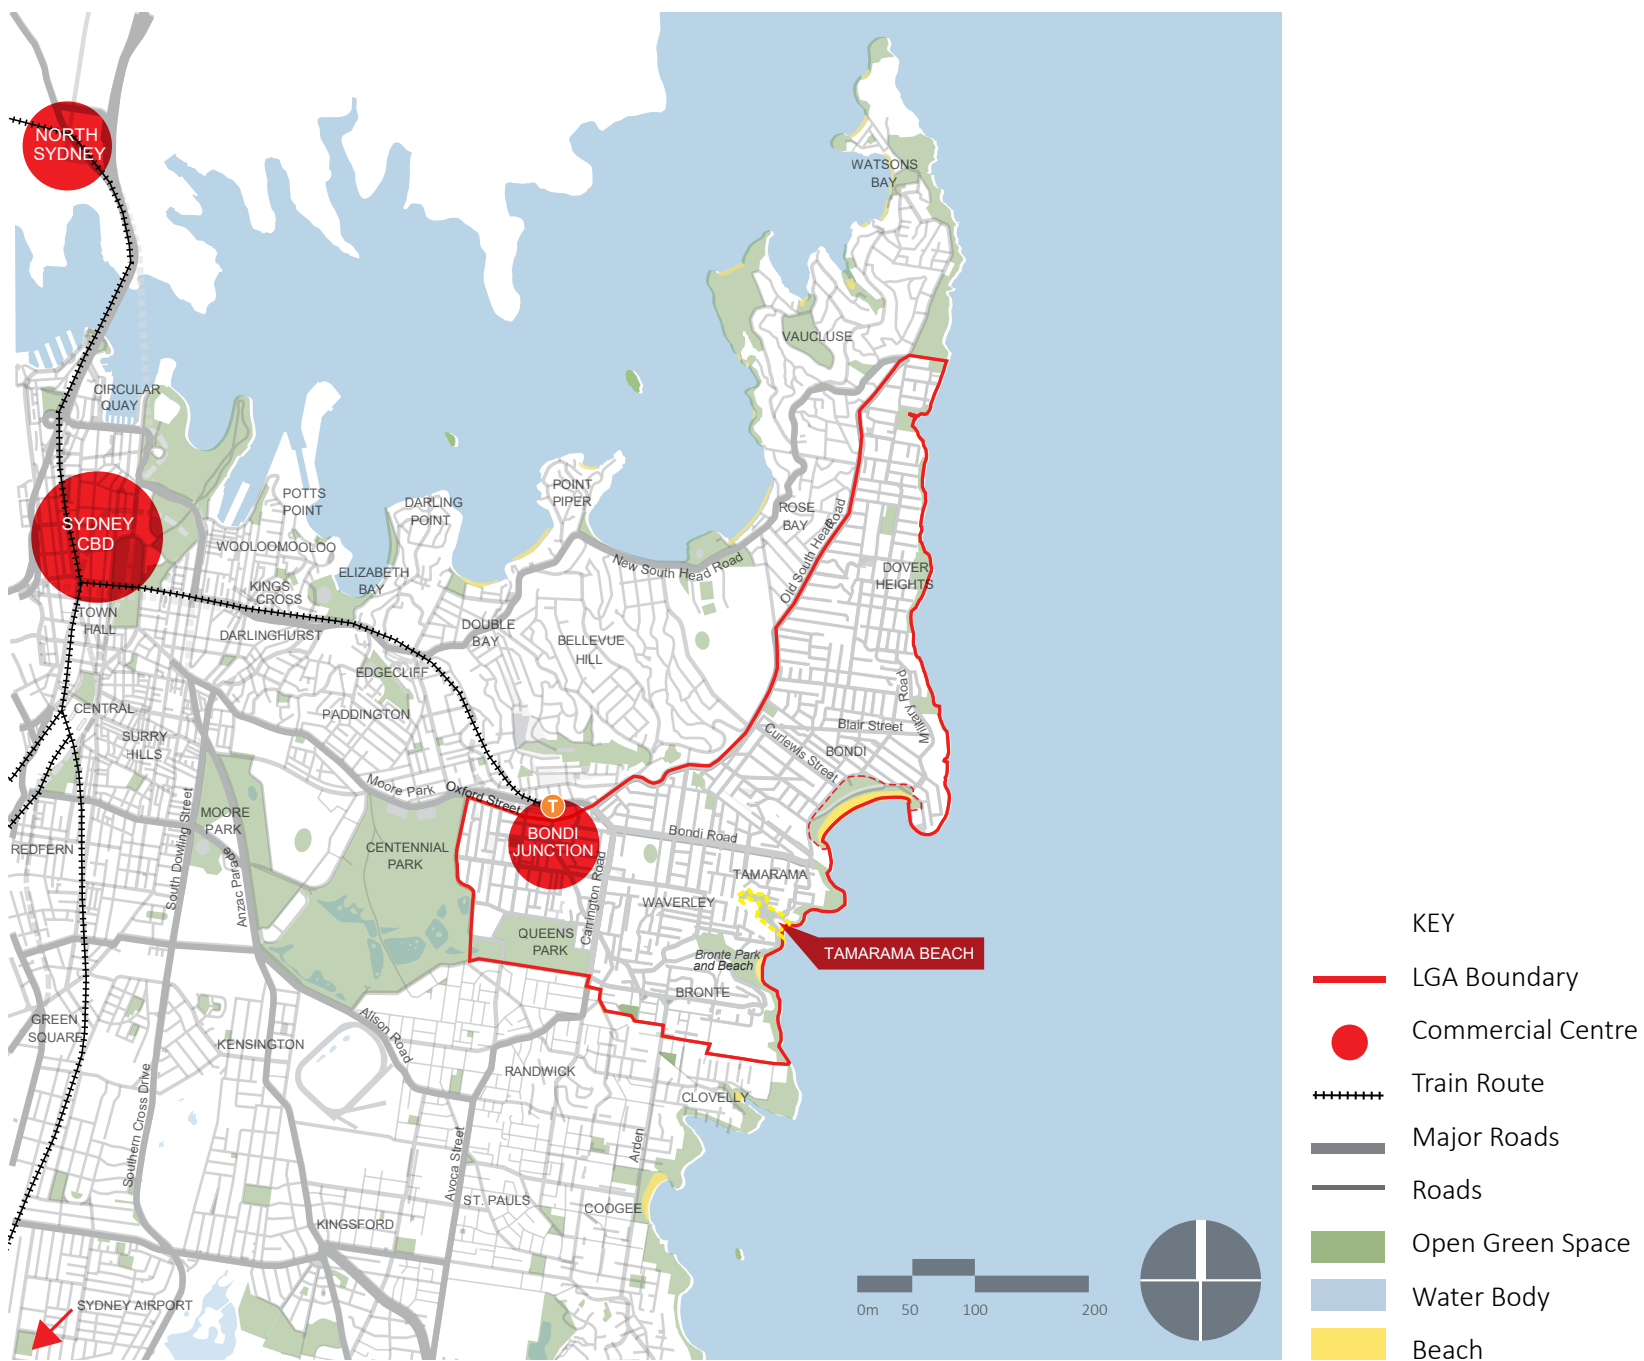 NORTH
SYDNEY
WATSONS
BAY
VAUCLUSE
CIRCULAR
QUAY
SYDNEY
CBD
POTTS
POINT
DARLING
POINT
POINT
PIPER
ROSE
BAY
WOOLOOMOOLOO
KINGS
CROSS
ELIZABETH
BAY
New South Head Road
Old South Head Road
DOVER
HEIGHTS
TOWN
HALL
DARLINGHURST
DOUBLE
BAY
BELLEVUE
HILL
EDGECLIFF
PADDINGTON
CENTRAL
SURRY
HILLS
Military Road
Blair Street
Curlewis Street
BONDI
Moore Park
Oxford Street
T
BONDI
JUNCTION
Bondi Road
MOORE
PARK
CENTENNIAL
PARK
REDFERN
South Dowling Street
Anzac Parade
Carrington Road
TAMARAMA
WAVERLEY
QUEENS
PARK
Bronte Park
and Beach
TAMARAMA BEACH
BRONTE
GREEN
SQUARE
KENSINGTON
Alison Road
RANDWICK
CLOVELLY
Southern Cross Drive
Avoca Street
Arden
ST. PAULS
COOGEE
KINGSFORD
SYDNEY AIRPORT
0m 50 100 200
KEY
LGA Boundary
Commercial Centre
Train Route
Major Roads
Roads
Open Green Space
Water Body
Beach